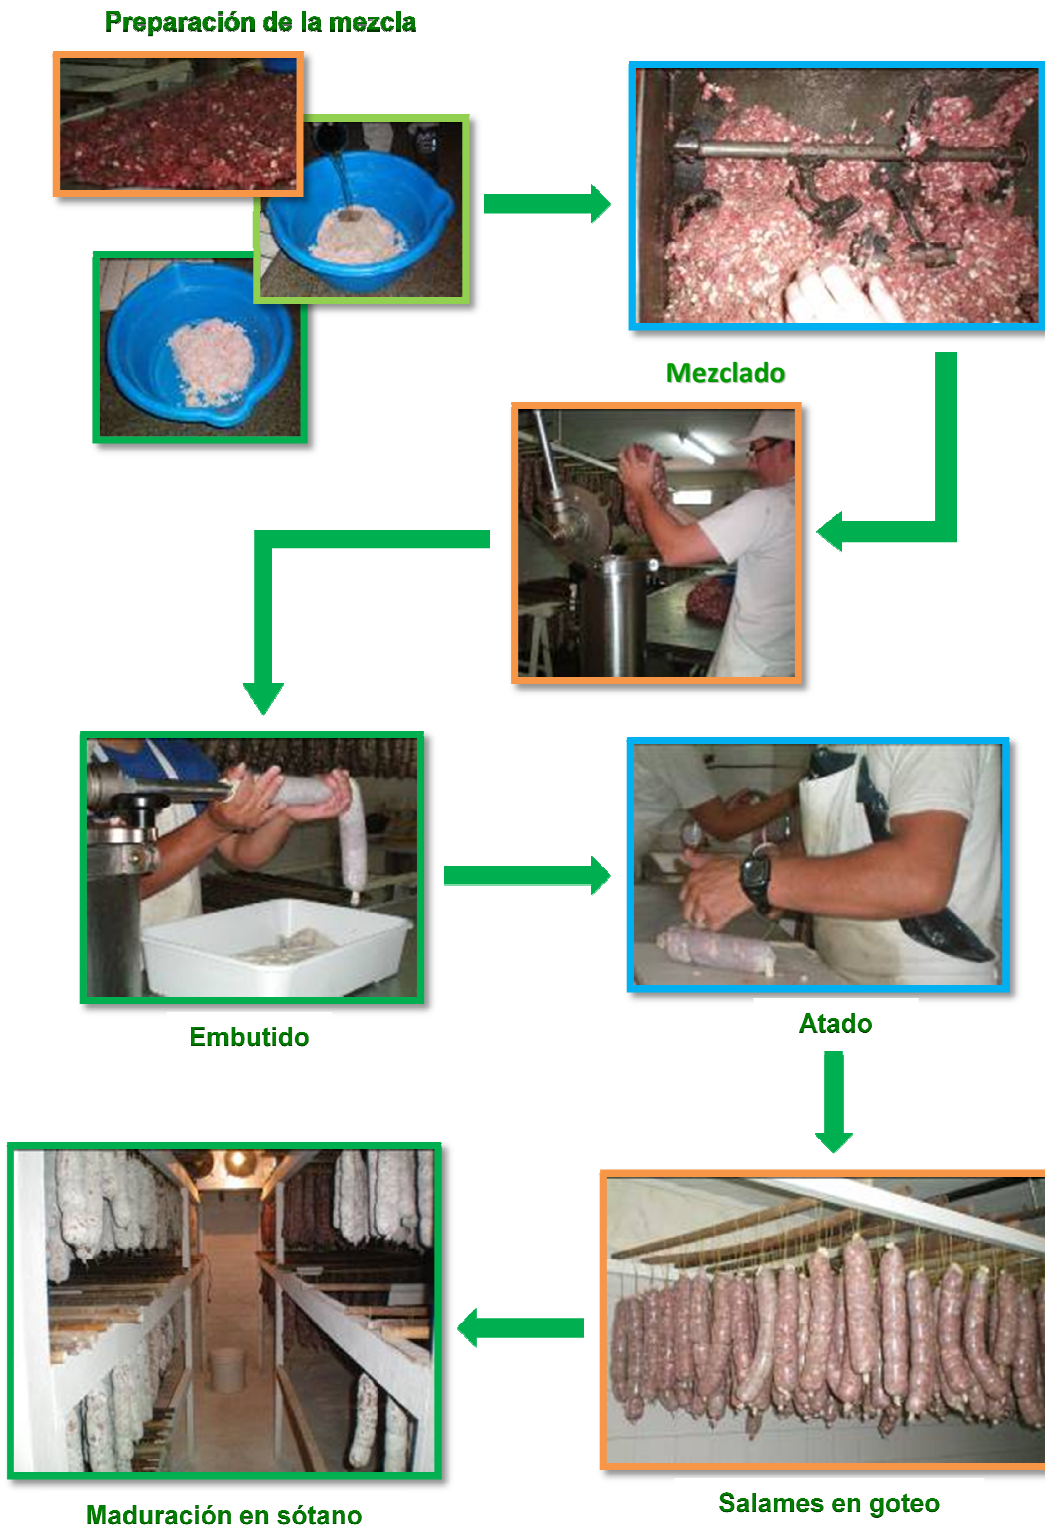 Preparación de la mezcla
Mezclado
Embutido
Atado
Salames en goteo
Maduración en sótano